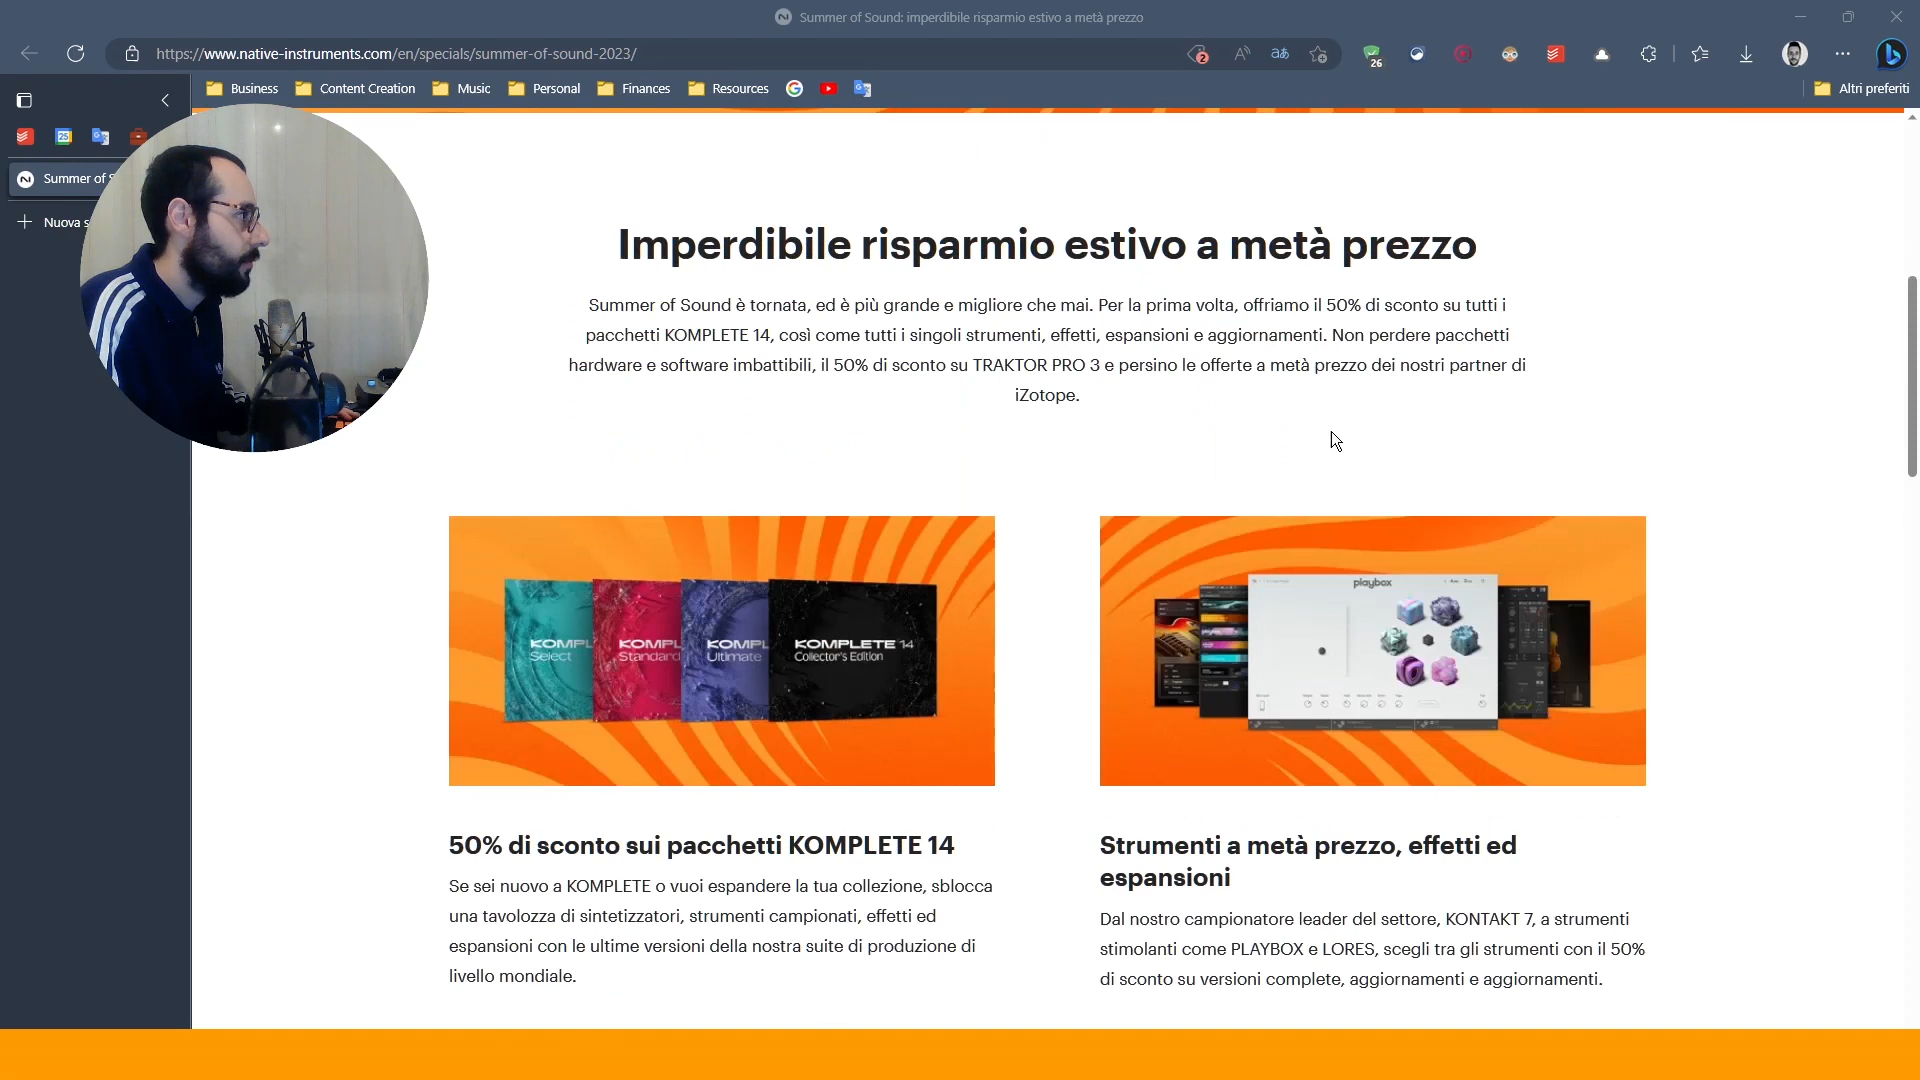 Summer of Sound: imperdibile risparmio estivo a metà prezzo
https://www.native-instruments.com/en/specials/summer-of-sound-2023/
2
26
Business
Content Creation
Music
Personal
Finances
Resources
Altri preferiti
25
Summer of S
Nuova s
Imperdibile risparmio estivo a metà prezzo
Summer of Sound è tornata, ed è più grande e migliore che mai. Per la prima volta, offriamo il 50% di sconto su tutti i
pacchetti KOMPLETE 14, così come tutti i singoli strumenti, effetti, espansioni e aggiornamenti. Non perdere pacchetti
hardware e software imbattibili, il 50% di sconto su TRAKTOR PRO 3 e persino le offerte a metà prezzo dei nostri partner di
iZotope.
KOMPL
Select
KOMPL
Standard
KOMPL
Ultimate
KOMPLETE 14
Collector's Edition
playbox
50% di sconto sui pacchetti KOMPLETE 14
Se sei nuovo a KOMPLETE o vuoi espandere la tua collezione, sblocca
una tavolozza di sintetizzatori, strumenti campionati, effetti ed
espansioni con le ultime versioni della nostra suite di produzione di
livello mondiale.
Strumenti a metà prezzo, effetti ed
espansioni
Dal nostro campionatore leader del settore, KONTAKT 7, a strumenti
stimolanti come PLAYBOX e LORES, scegli tra gli strumenti con il 50%
di sconto su versioni complete, aggiornamenti e aggiornamenti.